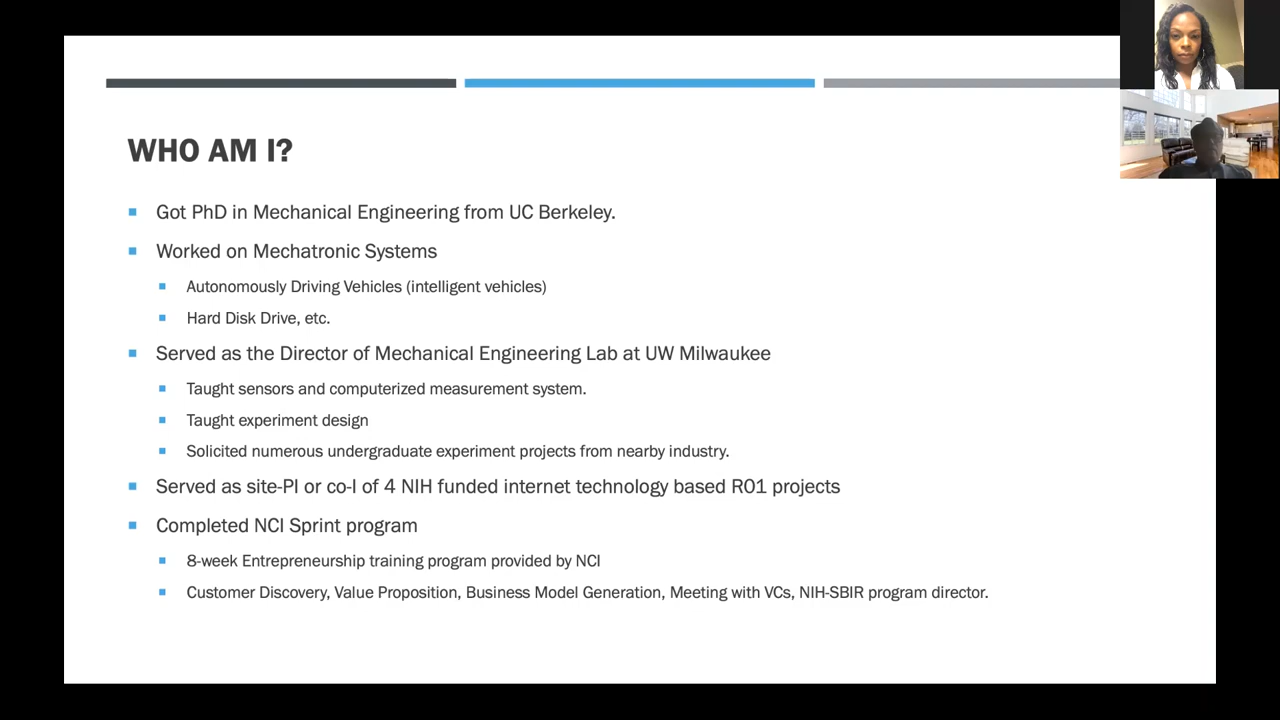 WHO AM I?
Got PhD in Mechanical Engineering from UC Berkeley.
Worked on Mechatronic Systems
Autonomously Driving Vehicles (intelligent vehicles)
Hard Disk Drive, etc.
Served as the Director of Mechanical Engineering Lab at UW Milwaukee
Taught sensors and computerized measurement system.
Taught experiment design
Solicited numerous undergraduate experiment projects from nearby industry.
Served as site-PI or co-I of 4 NIH funded internet technology based R01 projects
Completed NCI Sprint program
8-week Entrepreneurship training program provided by NCI
Customer Discovery, Value Proposition, Business Model Generation, Meeting with VCs, NIH-SBIR program director.